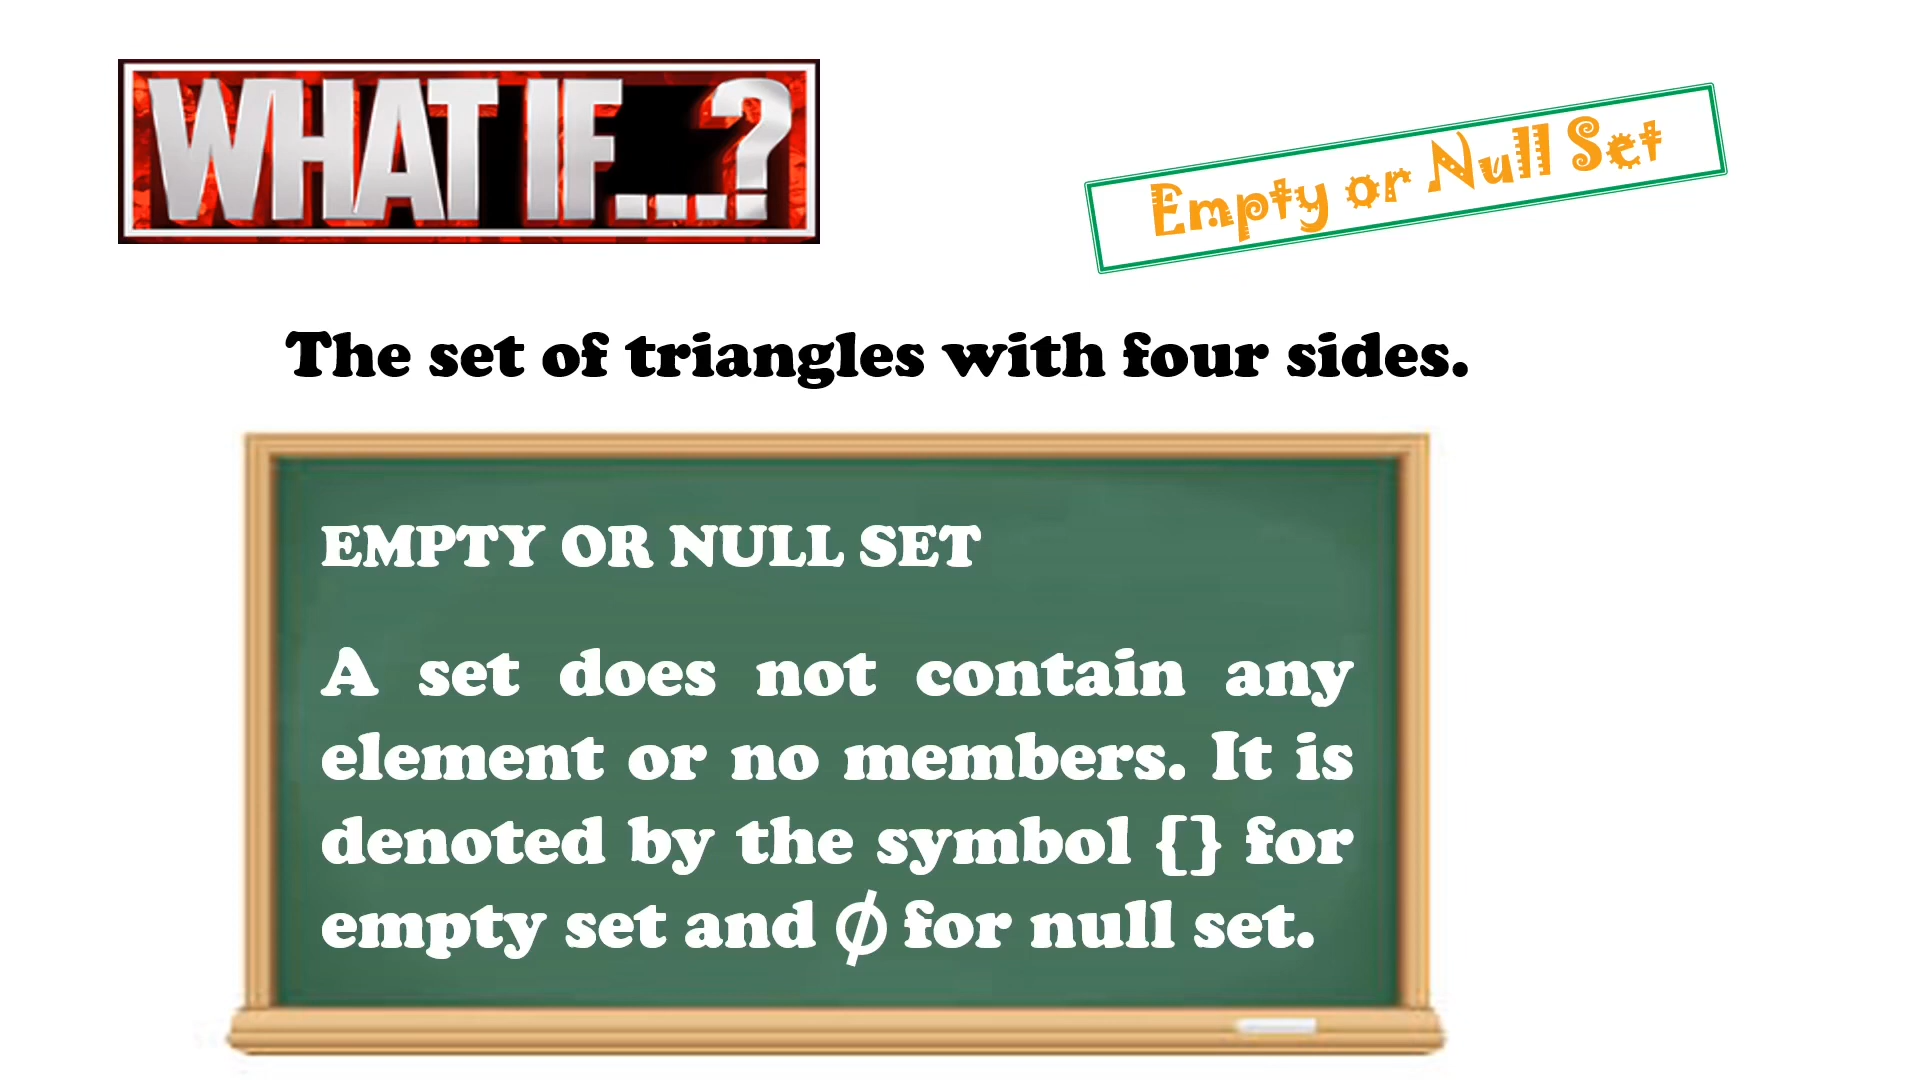 WHAT IF...?
Empty or Null Set
The set of triangles with four sides.
EMPTY OR NULL SET
A set does not contain any
element or no members. It is
denoted by the symbol {} for
empty set and ∅ for null set.